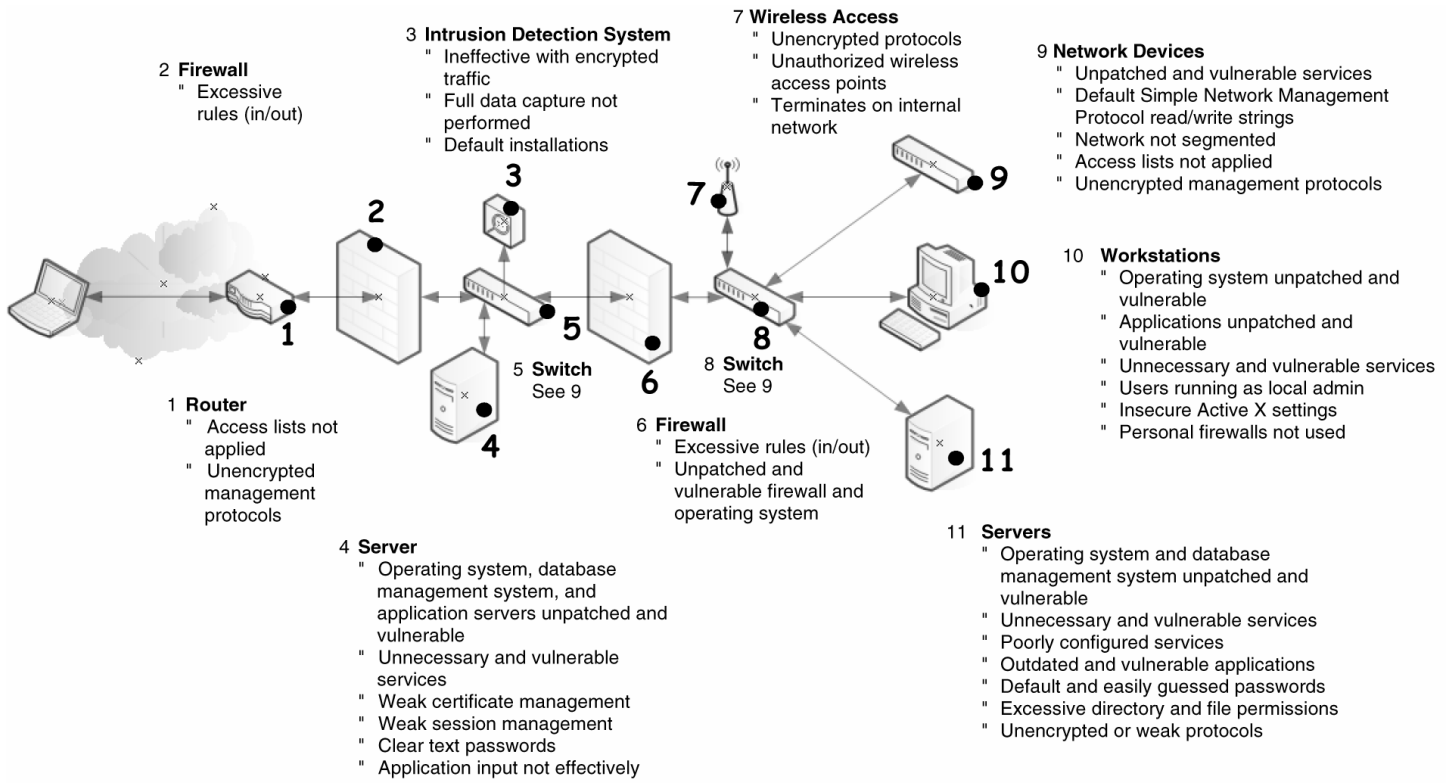 7 Wireless Access
" Unencrypted protocols
" Unauthorized wireless
access points
" Terminates on internal
network
3 Intrusion Detection System
" Ineffective with encrypted
traffic
" Full data capture not
performed
" Default installations
9 Network Devices
" Unpatched and vulnerable services
" Default Simple Network Management
Protocol read/write strings
" Network not segmented
" Access lists not applied
" Unencrypted management protocols
2 Firewall
" Excessive
rules (in/out)
3
7
9
2
10
1
5
8
6
4
11
10 Workstations
" Operating system unpatched and
vulnerable
" Applications unpatched and
vulnerable
" Unnecessary and vulnerable services
" Users running as local admin
" Insecure Active X settings
" Personal firewalls not used
5 Switch
See 9
8 Switch
See 9
1 Router
" Access lists not
applied
" Unencrypted
management
protocols
6 Firewall
" Excessive rules (in/out)
" Unpatched and
vulnerable firewall and
operating system
4 Server
" Operating system, database
management system, and
application servers unpatched and
vulnerable
" Unnecessary and vulnerable
services
" Weak certificate management
" Weak session management
" Clear text passwords
" Application input not effectively
11 Servers
" Operating system and database
management system unpatched and
vulnerable
" Unnecessary and vulnerable services
" Poorly configured services
" Outdated and vulnerable applications
" Default and easily guessed passwords
" Excessive directory and file permissions
" Unencrypted or weak protocols